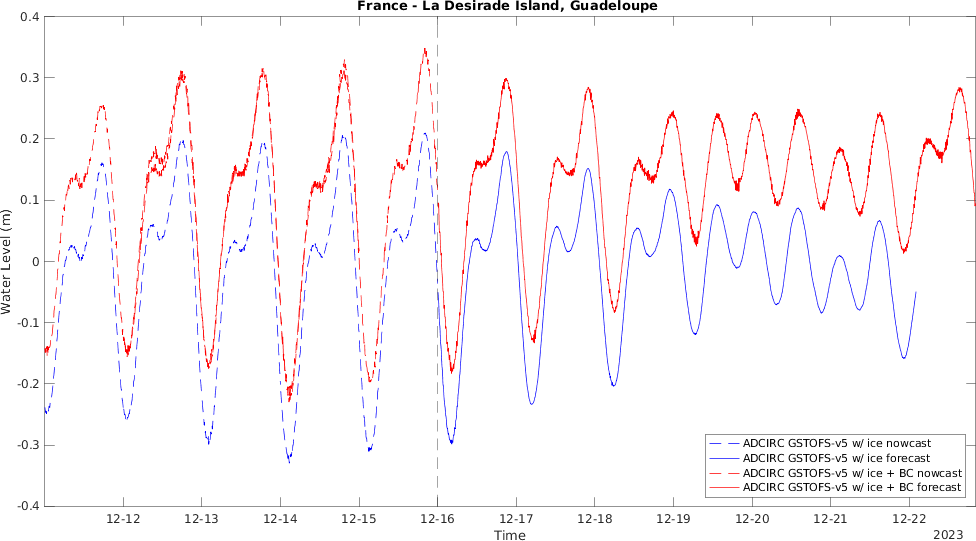 France - La Desirade Island, Guadeloupe
0.4
0.3
0.2
0.1
0
-0.1
-0.2
-0.3
-0.4
Water Level (m)
ADCIRC GSTOFS-v5 w/ ice nowcast
ADCIRC GSTOFS-v5 w/ ice forecast
ADCIRC GSTOFS-v5 w/ ice + BC nowcast
ADCIRC GSTOFS-v5 w/ ice + BC forecast
12-12 12-13 12-14 12-15 12-16 12-17 12-18 12-19 12-20 12-21 12-22
Time
2023